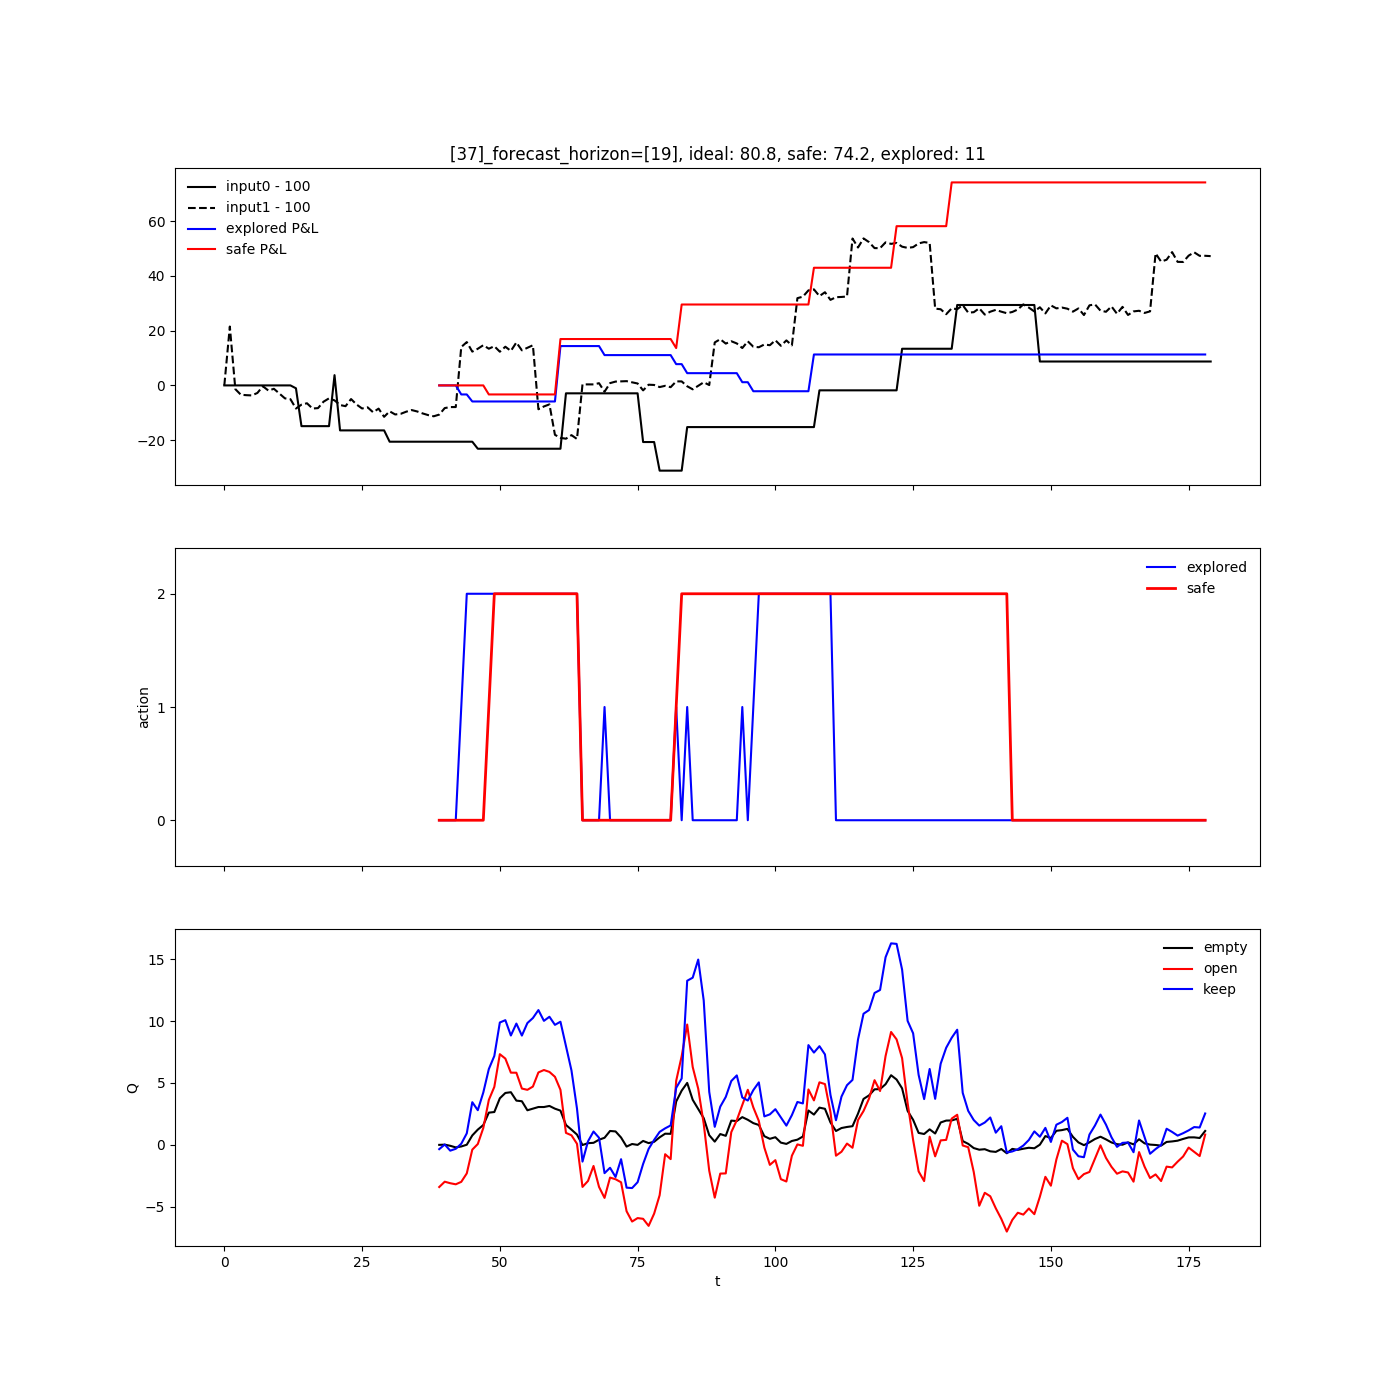 [37]_forecast_horizon=[19], ideal: 80.8, safe: 74.2, explored: 11
input0 - 100
input1 - 100
explored P&L
safe P&L
60
40
20
0
−20
explored
safe
2
1
0
action
empty
open
keep
15
10
5
0
−5
Q
0 25 50 75 100 125 150 175
t